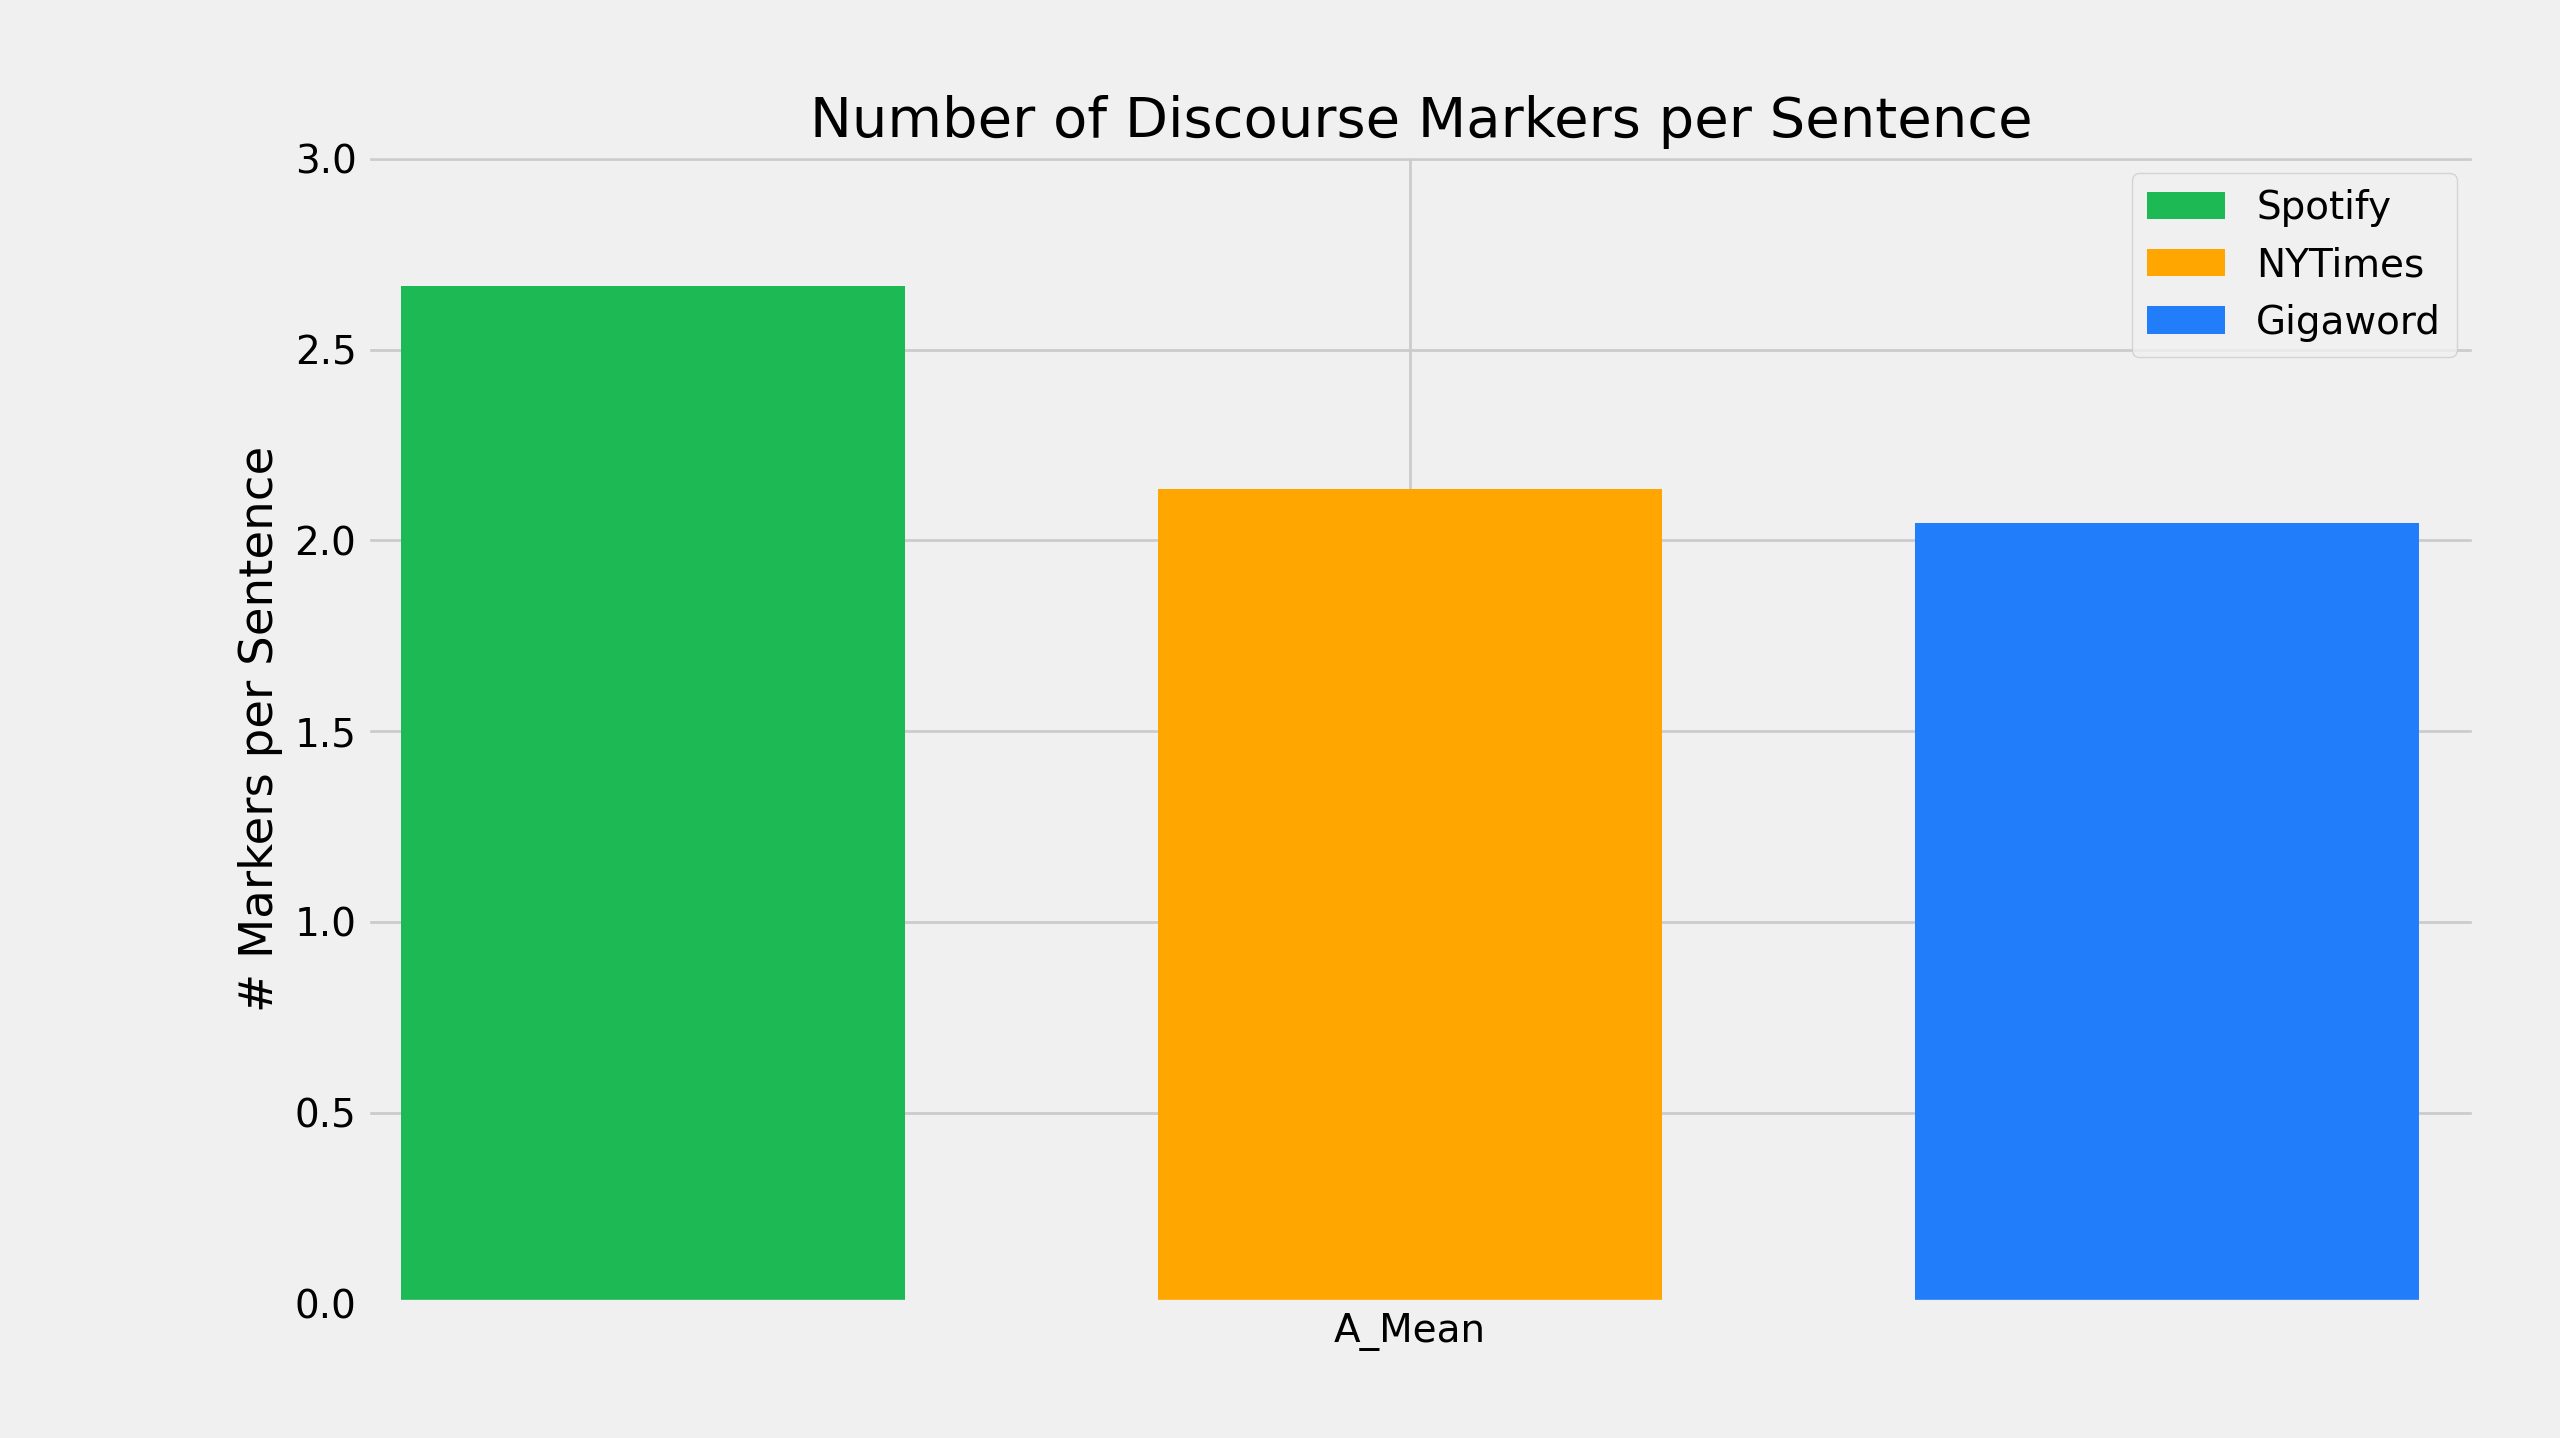 Number of Discourse Markers per Sentence
3.0
2.5
2.0
1.5
1.0
0.5
0.0
# Markers per Sentence
Spotify
NYTimes
Gigaword
A_Mean